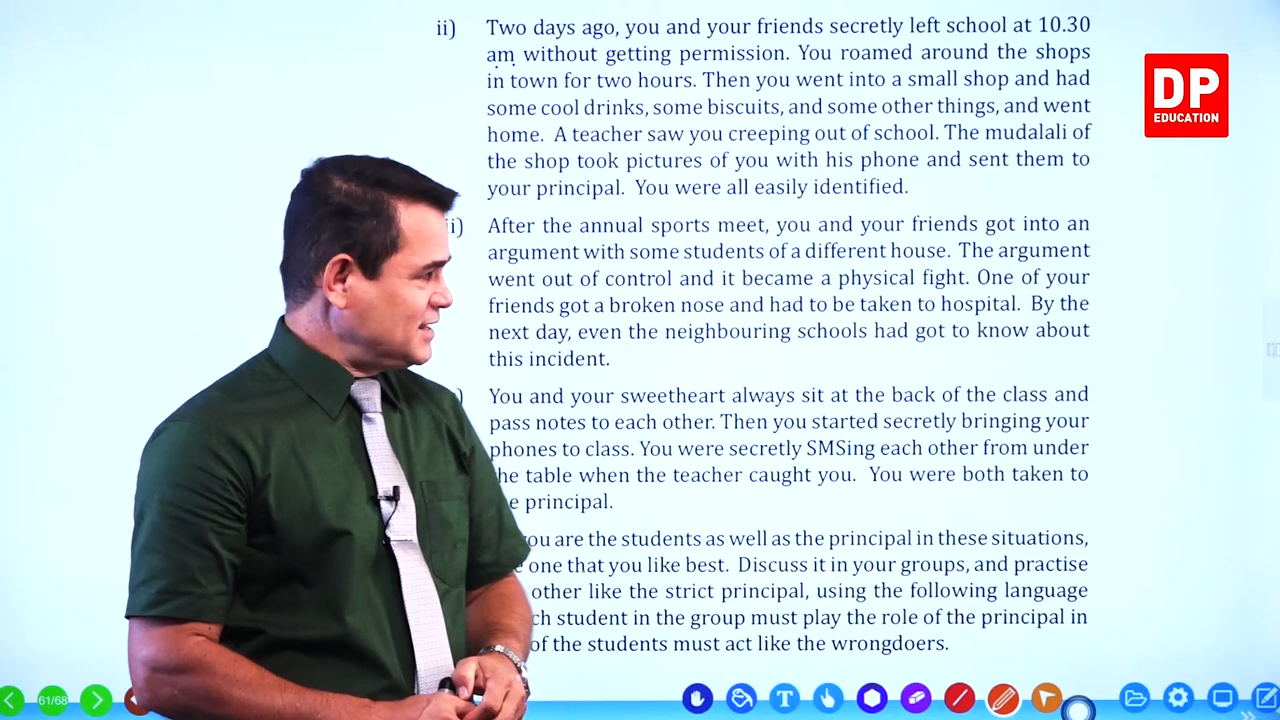 ii) Two days ago, you and your friends secretly left school at 10.30
am without getting permission. You roamed around the shops
in town for two hours. Then you went into a small shop and had
some cool drinks, some biscuits, and some other things, and went
home. A teacher saw you creeping out of school. The mudalali of
the shop took pictures of you with his phone and sent them to
your principal. You were all easily identified.
DP
EDUCATION
After the annual sports meet, you and your friends got into an
argument with some students of a different house. The argument
went out of control and it became a physical fight. One of your
friends got a broken nose and had to be taken to hospital. By the
next day, even the neighbouring schools had got to know about
this incident.
You and your sweetheart always sit at the back of the class and
pass notes to each other. Then you started secretly bringing your
phones to class. You were secretly SMSing each other from under
the table when the teacher caught you. You were both taken to
principal.
you are the students as well as the principal in these situations,
one that you like best. Discuss it in your groups, and practise
other like the strict principal, using the following language
student in the group must play the role of the principal in
of the students must act like the wrongdoers.
61/68
T